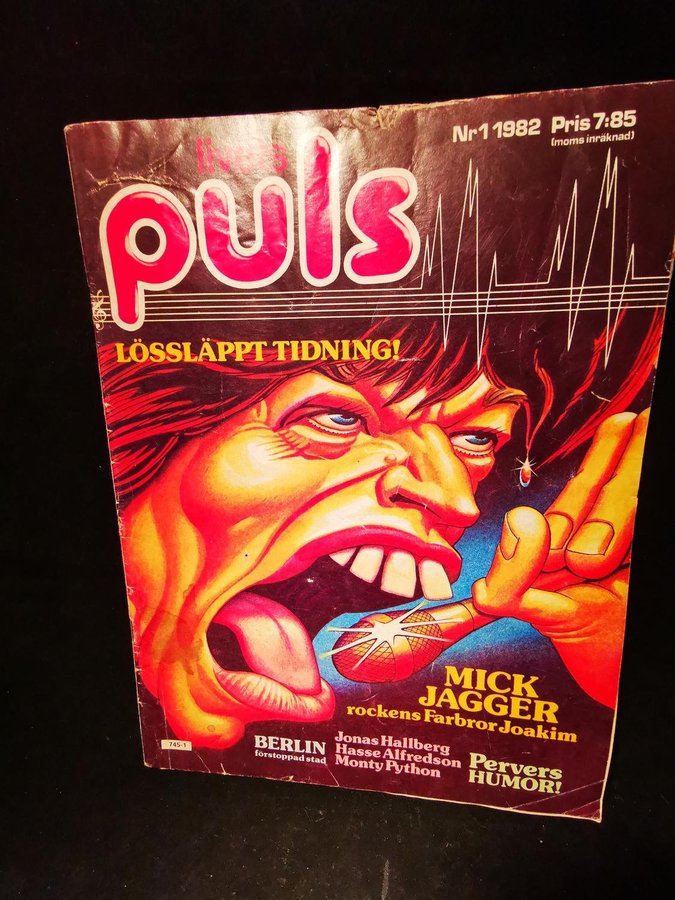 Nr 1 1982 Pris 7:85
(moms inräknad)
puls
LÖSSLÄPPT TIDNING!
MICK
JAGGER
rockens Farbror Joakim
BERLIN
förstoppad stad
Jonas Hallberg
Hasse Alfredson
Monty Python
Pervers
HUMOR!
745-1